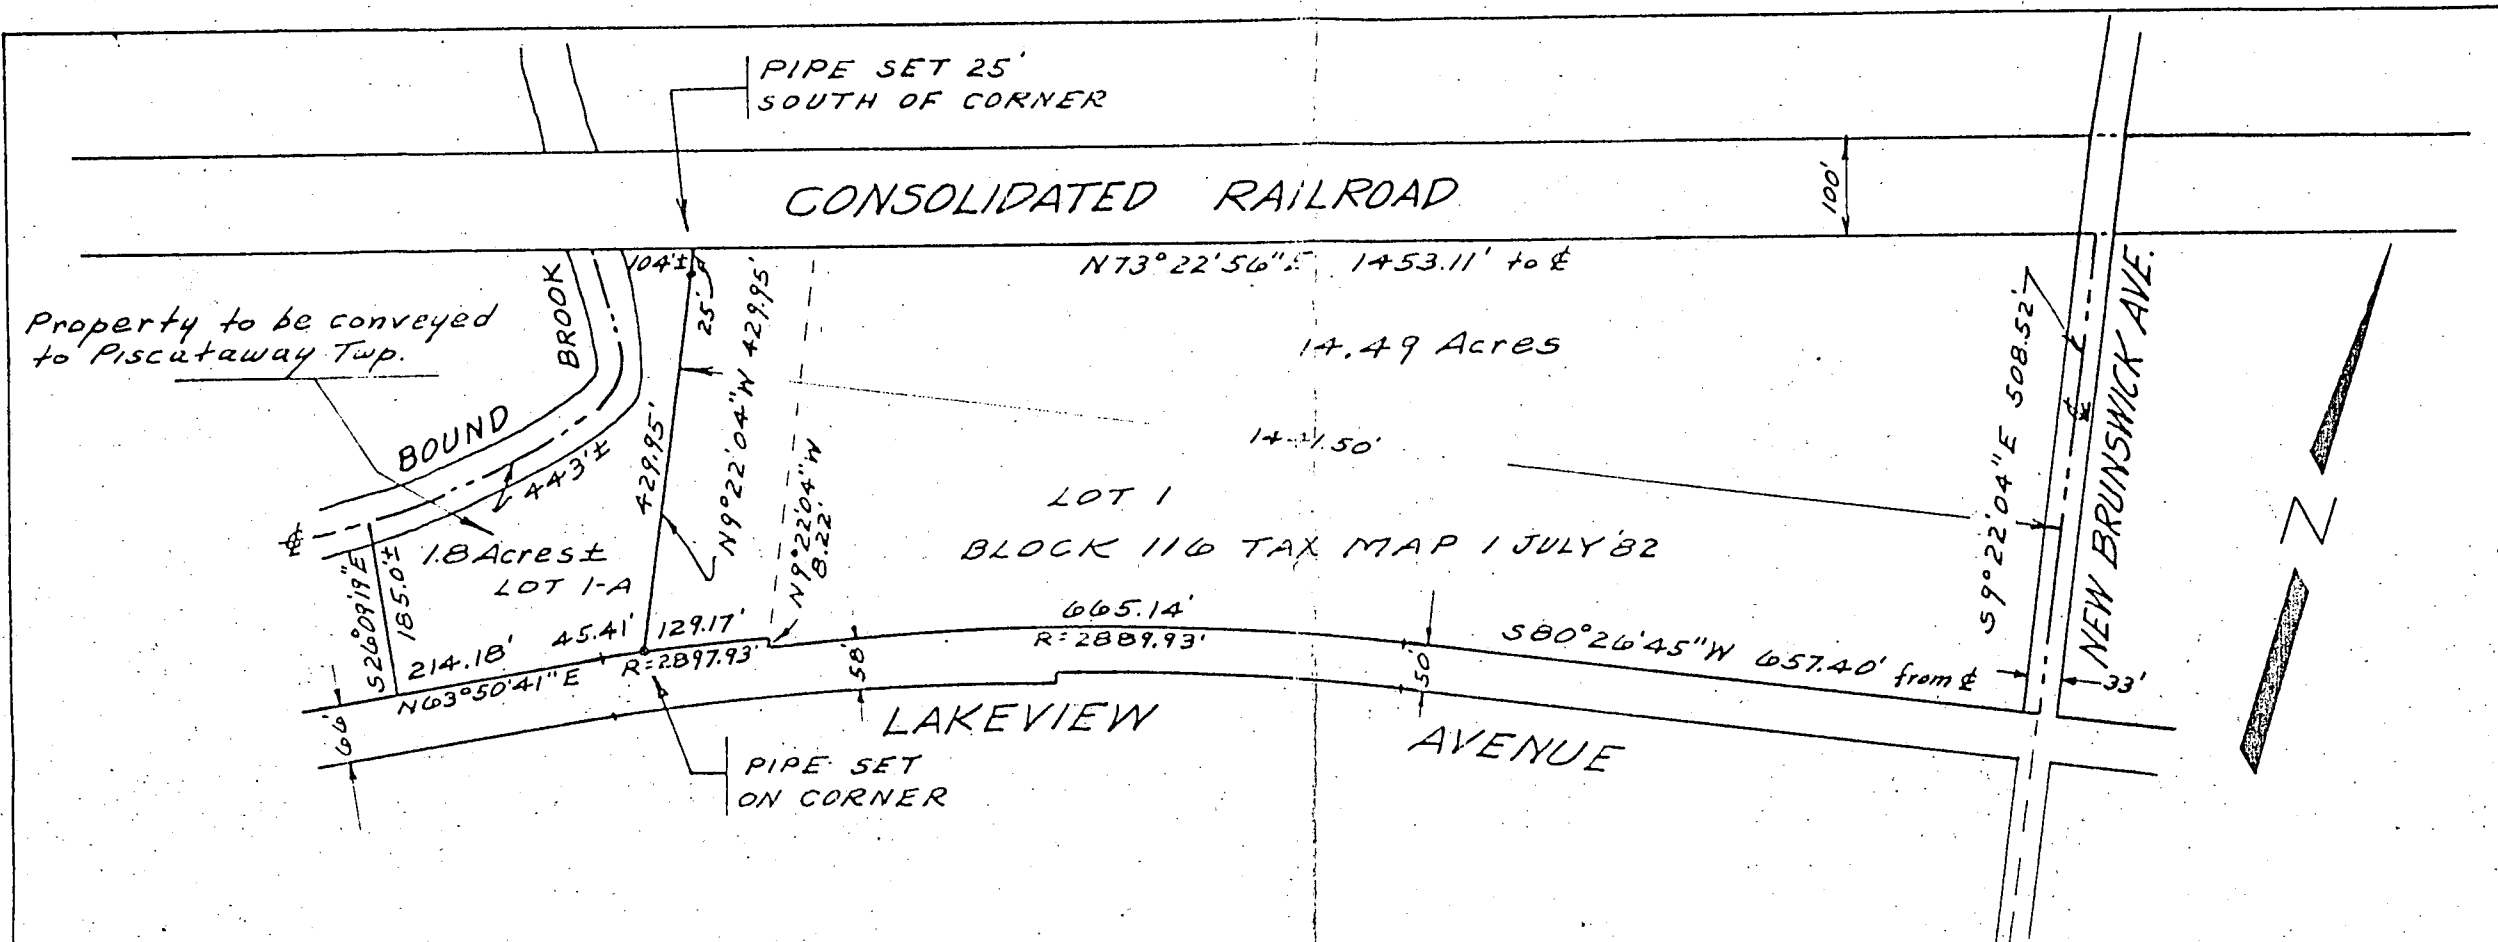 PIPE SET 25'
SOUTH OF CORNER
CONSOLIDATED RAILROAD
100'
104'±
N73°22'56"E 1453.11' to ℄
BROOK
25'
N9°22'04"W 429.95'
Property to be conveyed
to Piscataway Twp.
14.49 Acres
S9°22'04"E 508.52'
℄
NEW BRUNSWICK AVE.
BOUND
443'±
429.95'
N9°22'04"W
8.22'
LOT 1
BLOCK 116 TAX MAP 1 JULY '82
℄
S26°09'19"E
185.0'±
1.8 Acres±
LOT 1-A
214.18'
45.41'
129.17'
N63°50'41"E
R=2897.93'
665.14'
R=2889.93'
S80°26'45"W 657.40' from ℄
33'
66'
58'
50'
LAKEVIEW AVENUE
PIPE SET
ON CORNER
N